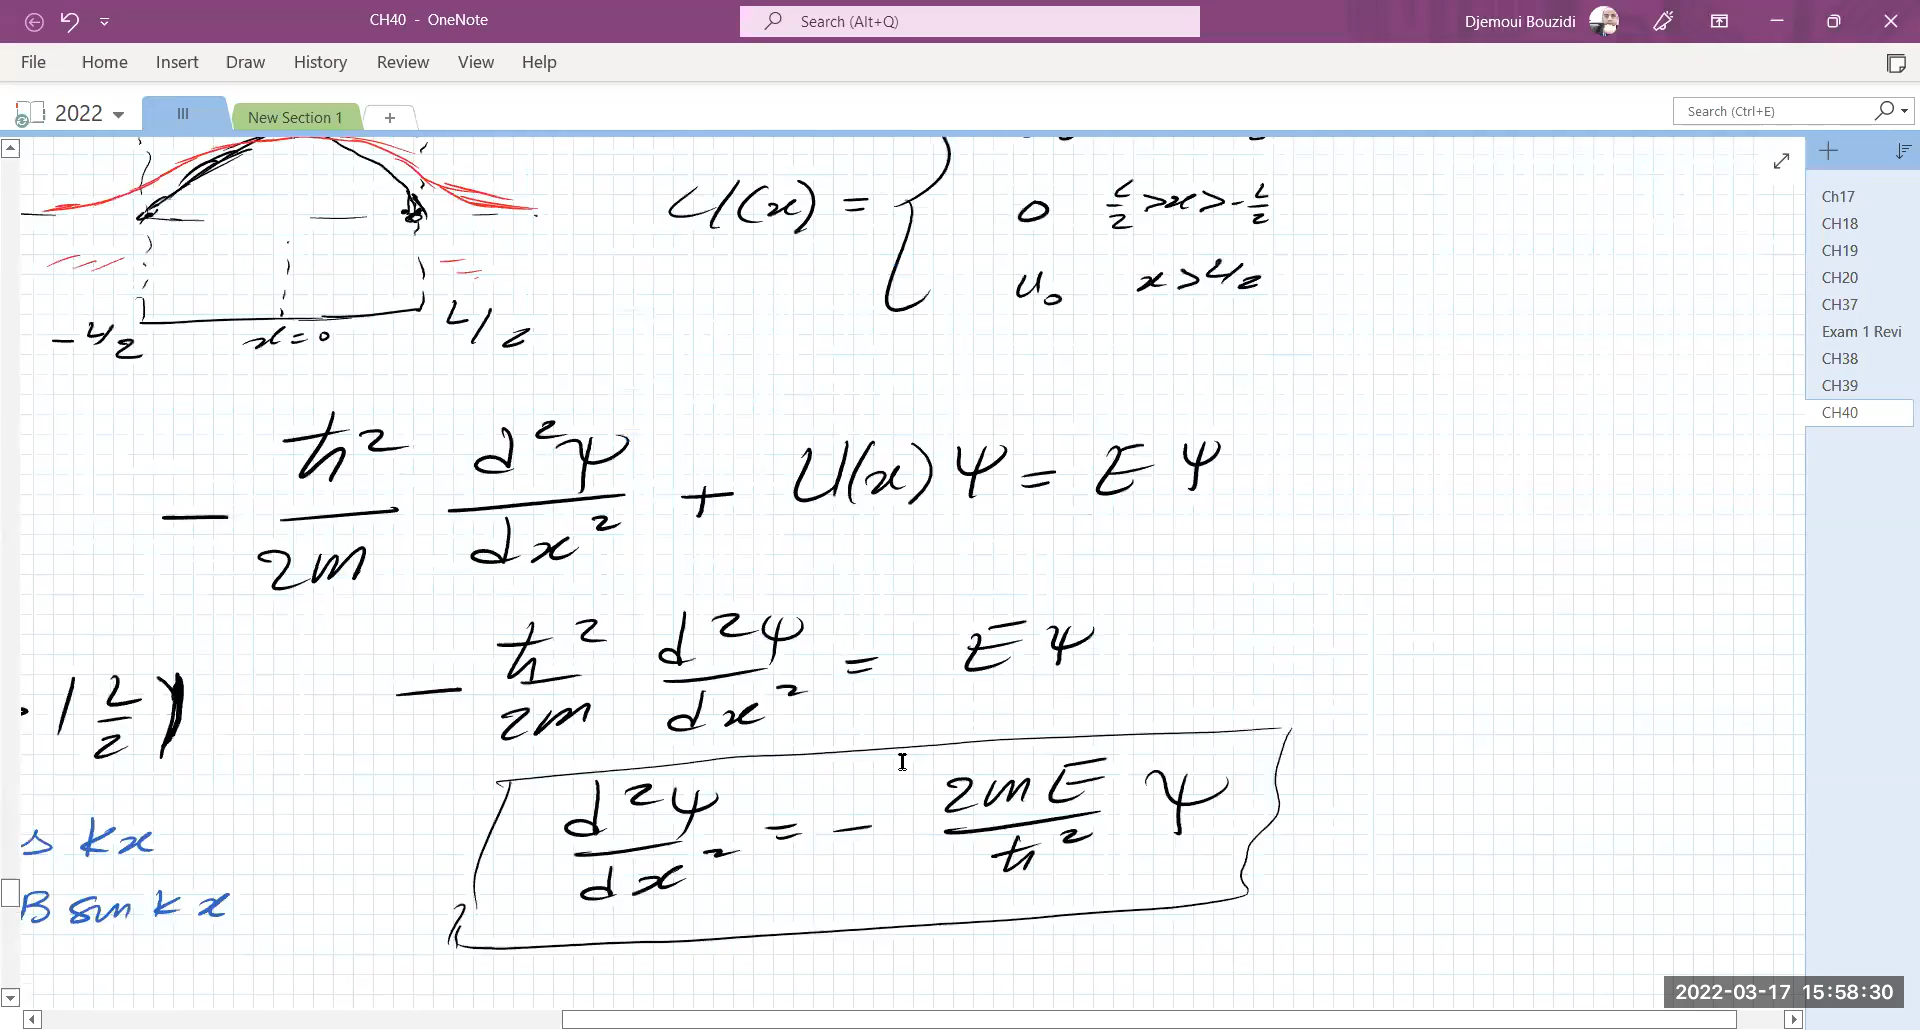 CH40 - OneNote
Search (Alt+Q)
Djemoui Bouzidi
File Home Insert Draw History Review View Help
2022
III
New Section 1
+
Search (Ctrl+E)
Ch17
CH18
CH19
CH20
CH37
Exam 1 Revi
CH38
CH39
CH40
U(x) = {
0 L/2 > x > -L/2
U₀ x > L/2
-L/2 x=0 L/2
- ħ²/2m d²ψ/dx² + U(x) ψ = E ψ
- ħ²/2m d²ψ/dx² = E ψ
d²ψ/dx² = - 2mE/ħ² ψ
L/2)
s kx
B sin k x
2022-03-17 15:58:30